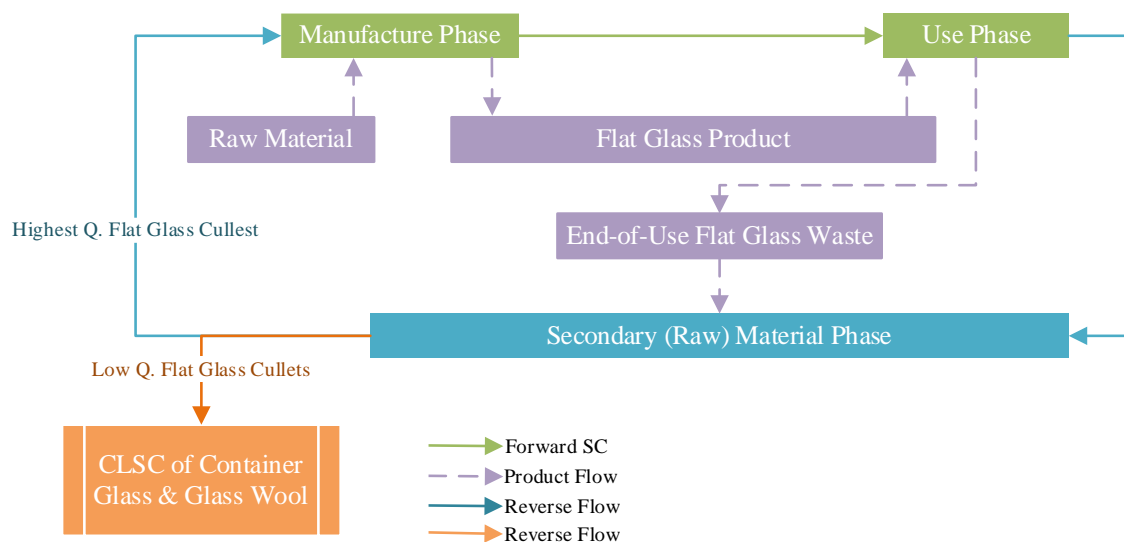 Manufacture Phase
Use Phase
Raw Material
Flat Glass Product
Highest Q. Flat Glass Cullest
End-of-Use Flat Glass Waste
Secondary (Raw) Material Phase
Low Q. Flat Glass Cullets
CLSC of Container
Glass & Glass Wool
Forward SC
Product Flow
Reverse Flow
Reverse Flow